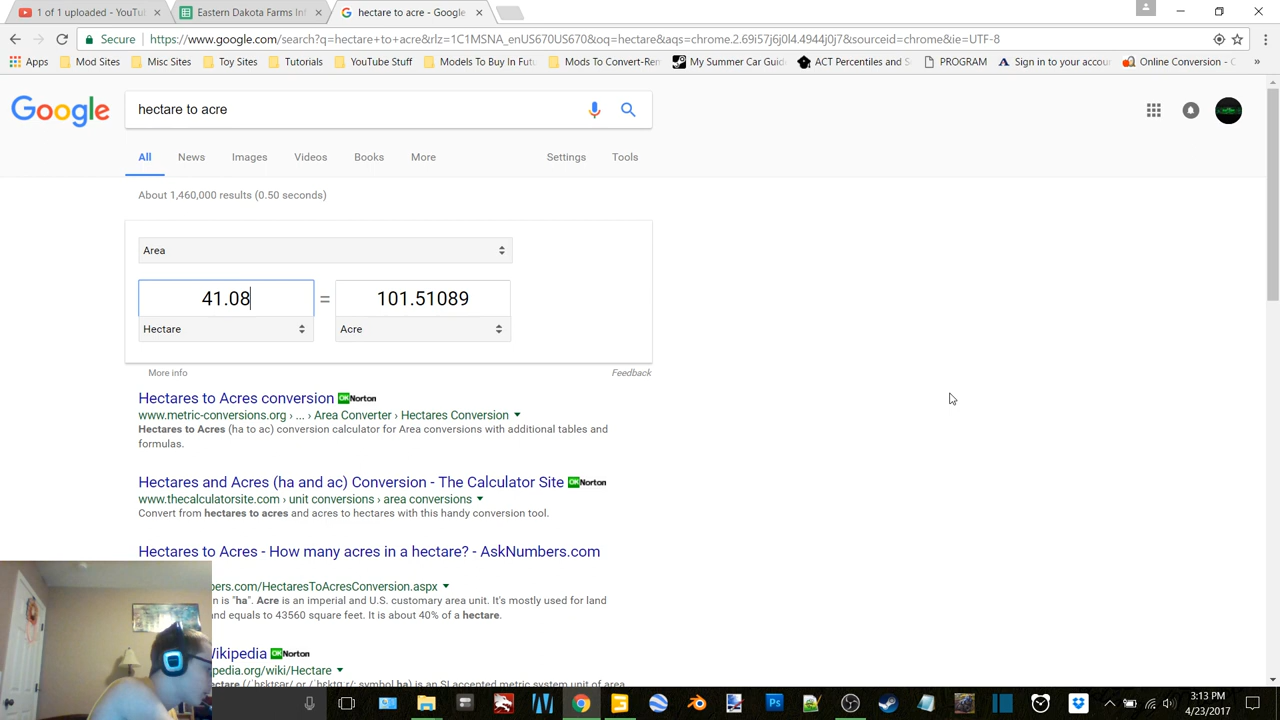 1 of 1 uploaded - YouTu
Eastern Dakota Farms Inf
hectare to acre - Google
Secure
https://www.google.com/search?q=hectare+to+acre&rlz=1C1MSNA_enUS670US670&oq=hectare&aqs=chrome.2.69i57j6j0l4.4944j0j7&sourceid=chrome&ie=UTF-8
Apps Mod Sites Misc Sites Toy Sites Tutorials YouTube Stuff Models To Buy In Futu Mods To Convert-Rem My Summer Car Guide ACT Percentiles and Sc PROGRAM Sign in to your accou Online Conversion - C »
Google
hectare to acre
All News Images Videos Books More Settings Tools
About 1,460,000 results (0.50 seconds)
Area
41.08 = 101.51089
Hectare Acre
More info Feedback
Hectares to Acres conversion OK Norton
www.metric-conversions.org › ... › Area Converter › Hectares Conversion
Hectares to Acres (ha to ac) conversion calculator for Area conversions with additional tables and
formulas.
Hectares and Acres (ha and ac) Conversion - The Calculator Site OK Norton
www.thecalculatorsite.com › unit conversions › area conversions
Convert from hectares to acres and acres to hectares with this handy conversion tool.
Hectares to Acres - How many acres in a hectare? - AskNumbers.com
bers.com/HectaresToAcresConversion.aspx
n is "ha". Acre is an imperial and U.S. customary area unit. It's mostly used for land
and equals to 43560 square feet. It is about 40% of a hectare.
Wikipedia OK Norton
pedia.org/wiki/Hectare
3:13 PM
4/23/2017